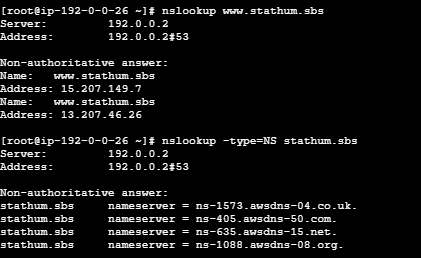 [root@ip-192-0-0-26 ~]# nslookup www.stathum.sbs
Server:         192.0.0.2
Address:        192.0.0.2#53

Non-authoritative answer:
Name:   www.stathum.sbs
Address: 15.207.149.7
Name:   www.stathum.sbs
Address: 13.207.46.26

[root@ip-192-0-0-26 ~]# nslookup -type=NS stathum.sbs
Server:         192.0.0.2
Address:        192.0.0.2#53

Non-authoritative answer:
stathum.sbs     nameserver = ns-1573.awsdns-04.co.uk.
stathum.sbs     nameserver = ns-405.awsdns-50.com.
stathum.sbs     nameserver = ns-635.awsdns-15.net.
stathum.sbs     nameserver = ns-1088.awsdns-08.org.